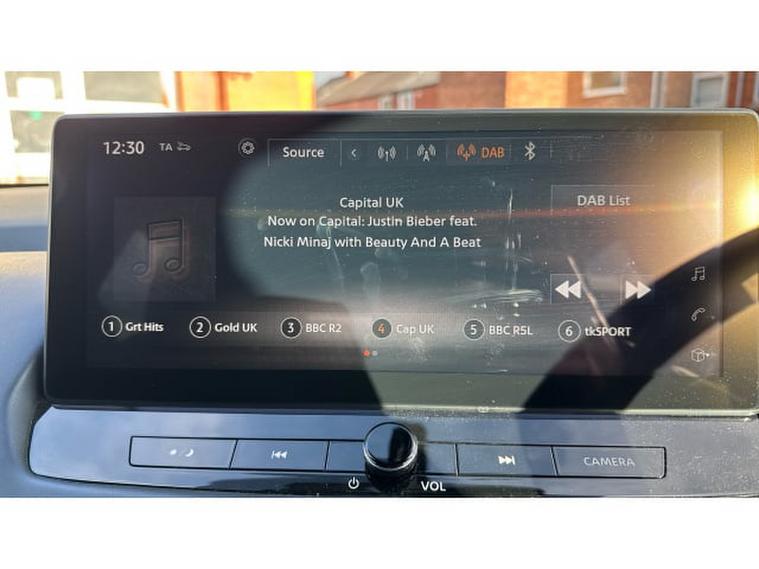 12:30 TA Source DAB
Capital UK
Now on Capital: Justin Bieber feat.
Nicki Minaj with Beauty And A Beat
DAB List
1 Grt Hits 2 Gold UK 3 BBC R2 4 Cap UK 5 BBC R5L 6 tkSPORT
CAMERA
VOL